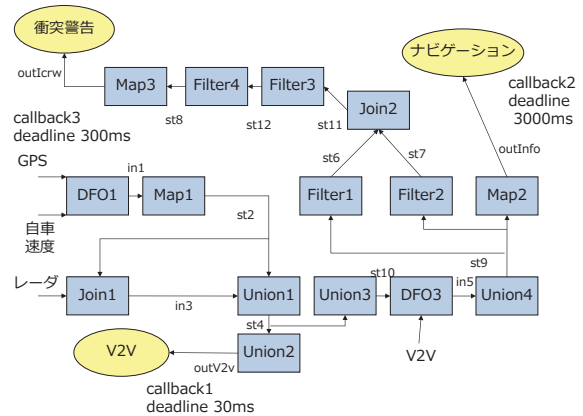 衝突警告
ナビゲーション
outIcrw
Map3
Filter4
Filter3
callback2
deadline
3000ms
callback3
deadline 300ms
st8
st12
st11
Join2
GPS
in1
st6
st7
outInfo
DFO1
Map1
Filter1
Filter2
Map2
自車
速度
st2
レーダ
st10
st9
in5
Join1
in3
Union1
Union3
DFO3
Union4
st4
V2V
outV2v
Union2
V2V
callback1
deadline 30ms